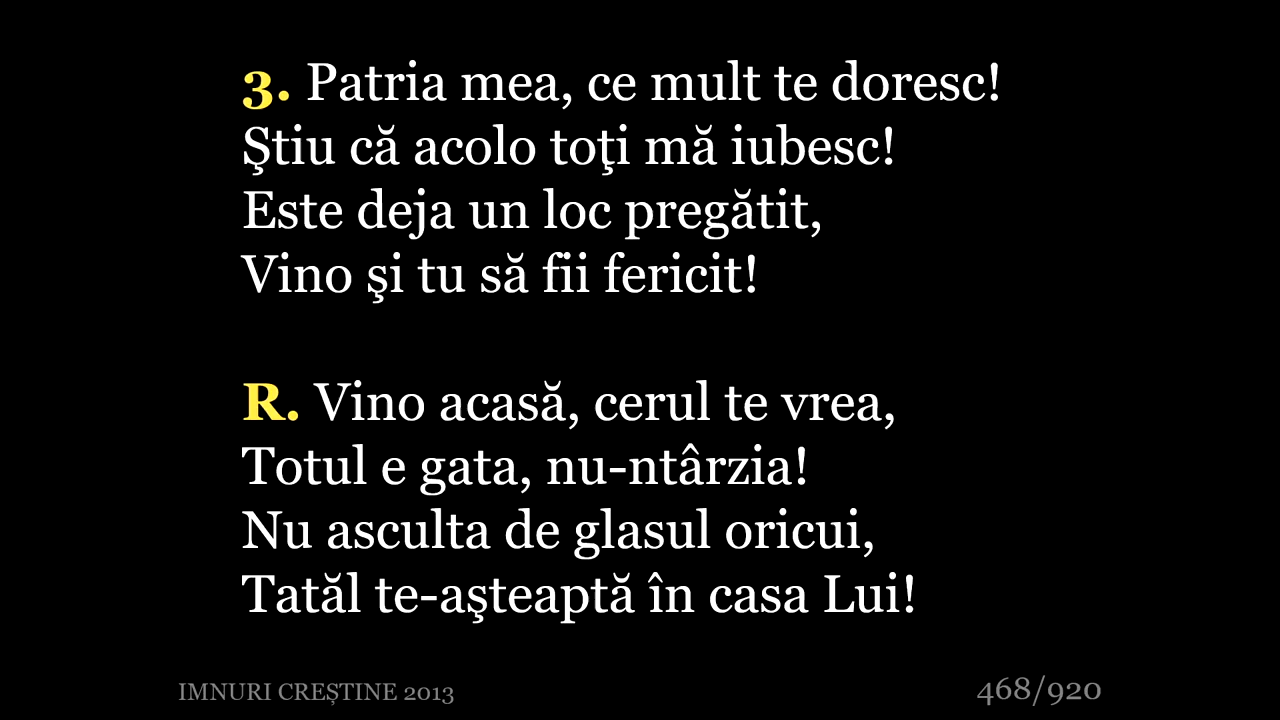 3. Patria mea, ce mult te doresc!
Ştiu că acolo toţi mă iubesc!
Este deja un loc pregătit,
Vino şi tu să fii fericit!
R. Vino acasă, cerul te vrea,
Totul e gata, nu-ntârzia!
Nu asculta de glasul oricui,
Tatăl te-aşteaptă în casa Lui!
IMNURI CREȘTINE 2013
468/920